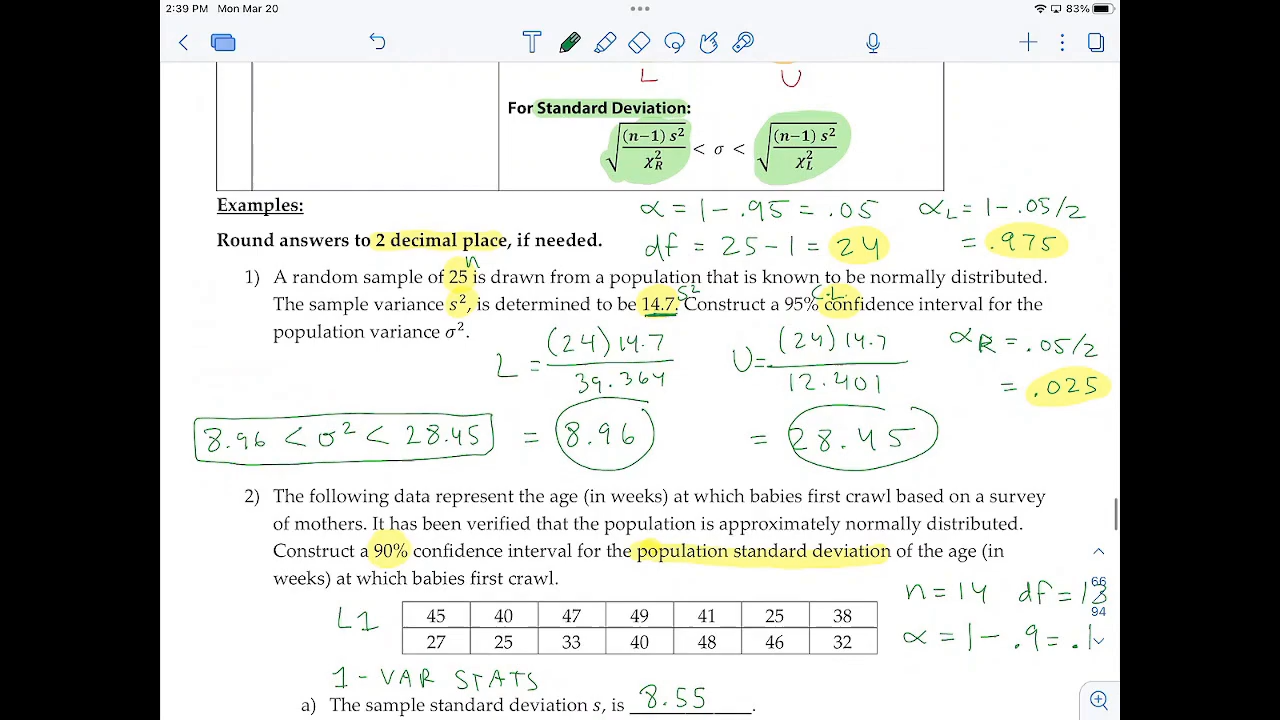 2:39 PM Mon Mar 20
83%
L U
For Standard Deviation:
√((n−1) s² / χ²_R) < σ < √((n−1) s² / χ²_L)
Examples:
α = 1 - .95 = .05
α_L = 1 - .05/2
Round answers to 2 decimal place, if needed.
df = 25 - 1 = 24
= .975
n
1) A random sample of 25 is drawn from a population that is known to be normally distributed.
s² C.L.
The sample variance s², is determined to be 14.7. Construct a 95% confidence interval for the
population variance σ².
L = (24)14.7 / 39.364
U = (24)14.7 / 12.401
α_R = .05/2
= .025
8.96 < σ² < 28.45
= 8.96
= 28.45
2) The following data represent the age (in weeks) at which babies first crawl based on a survey
of mothers. It has been verified that the population is approximately normally distributed.
Construct a 90% confidence interval for the population standard deviation of the age (in
weeks) at which babies first crawl.
n = 14 df = 13
66
94
L1
45 40 47 49 41 25 38
27 25 33 40 48 46 32
α = 1 - .9 = .1
1 - VAR STATS
a) The sample standard deviation s, is 8.55.